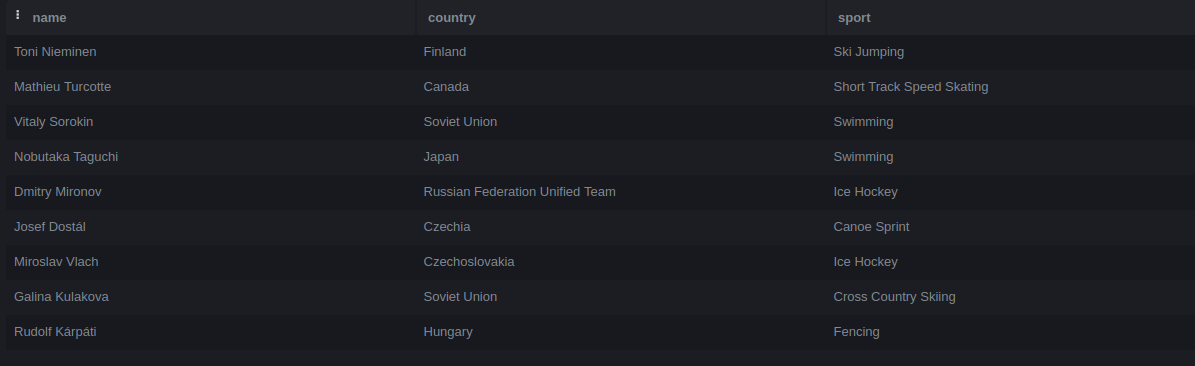 name country sport
Toni Nieminen Finland Ski Jumping
Mathieu Turcotte Canada Short Track Speed Skating
Vitaly Sorokin Soviet Union Swimming
Nobutaka Taguchi Japan Swimming
Dmitry Mironov Russian Federation Unified Team Ice Hockey
Josef Dostál Czechia Canoe Sprint
Miroslav Vlach Czechoslovakia Ice Hockey
Galina Kulakova Soviet Union Cross Country Skiing
Rudolf Kárpáti Hungary Fencing